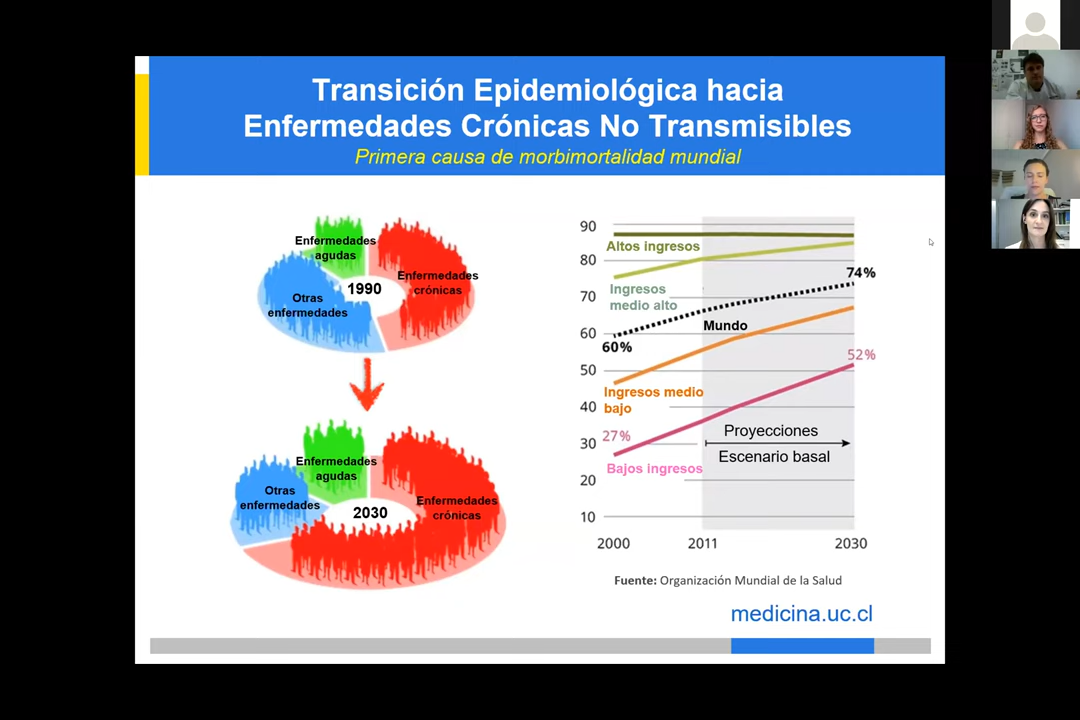 Transición Epidemiológica hacia
Enfermedades Crónicas No Transmisibles
Primera causa de morbimortalidad mundial
Enfermedades
agudas
Enfermedades
crónicas
1990
Otras
enfermedades
Enfermedades
agudas
Otras
enfermedades
2030
Enfermedades
crónicas
90
80
70
60
50
40
30
20
10
Altos ingresos
Ingresos
medio alto
74%
Mundo
60%
52%
Ingresos medio
bajo
27%
Bajos ingresos
Proyecciones
Escenario basal
2000
2011
2030
Fuente: Organización Mundial de la Salud
medicina.uc.cl